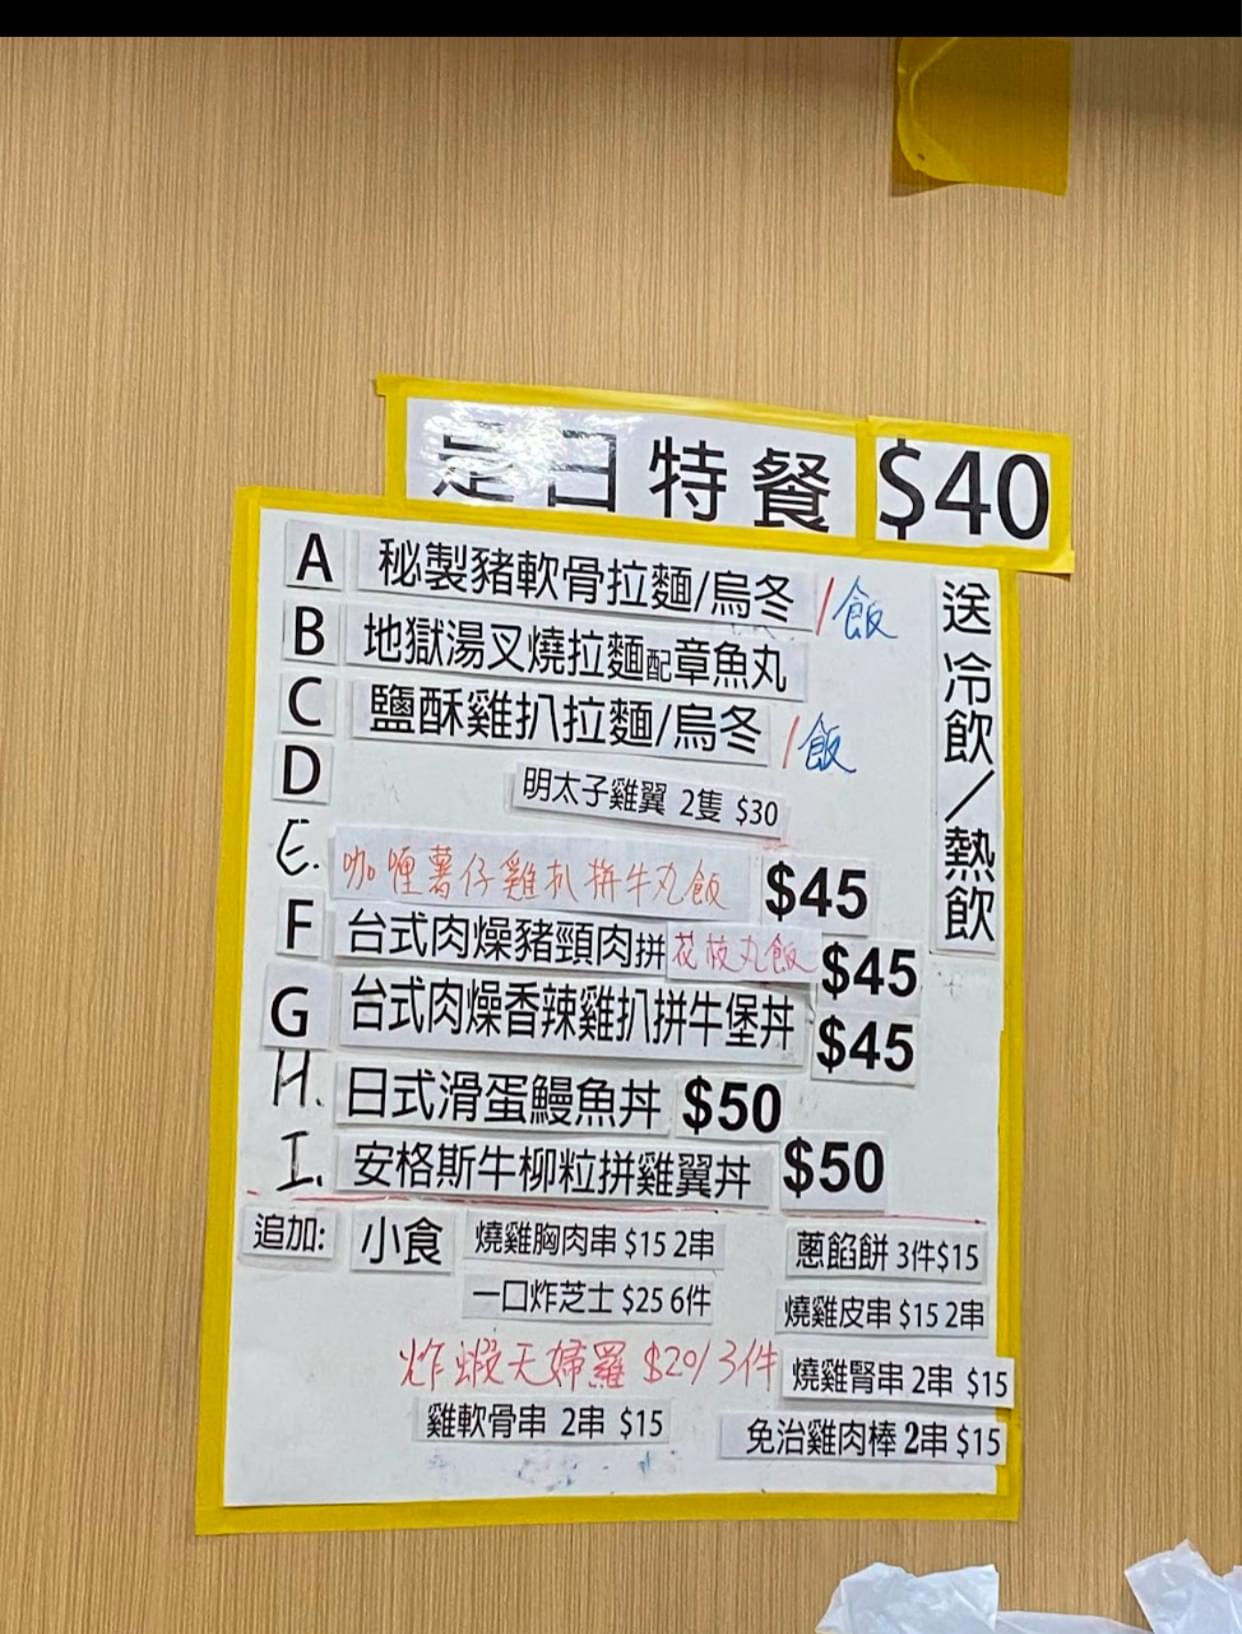 是日特餐 $40
送冷飲/熱飲
A 秘製豬軟骨拉麵/烏冬 /飯
B 地獄湯叉燒拉麵配章魚丸
C 鹽酥雞扒拉麵/烏冬 /飯
D
明太子雞翼 2隻 $30
E. 咖喱薯仔雞扒拼牛丸飯 $45
F 台式肉燥豬頸肉拼花枝丸飯 $45
G 台式肉燥香辣雞扒拼牛堡丼 $45
H. 日式滑蛋鰻魚丼 $50
I. 安格斯牛柳粒拼雞翼丼 $50
追加: 小食 燒雞胸肉串 $15 2串 蔥餡餅 3件$15
一口炸芝士 $25 6件 燒雞皮串 $15 2串
炸蝦天婦羅 $20/3件 燒雞腎串 2串 $15
雞軟骨串 2串 $15 免治雞肉棒 2串 $15